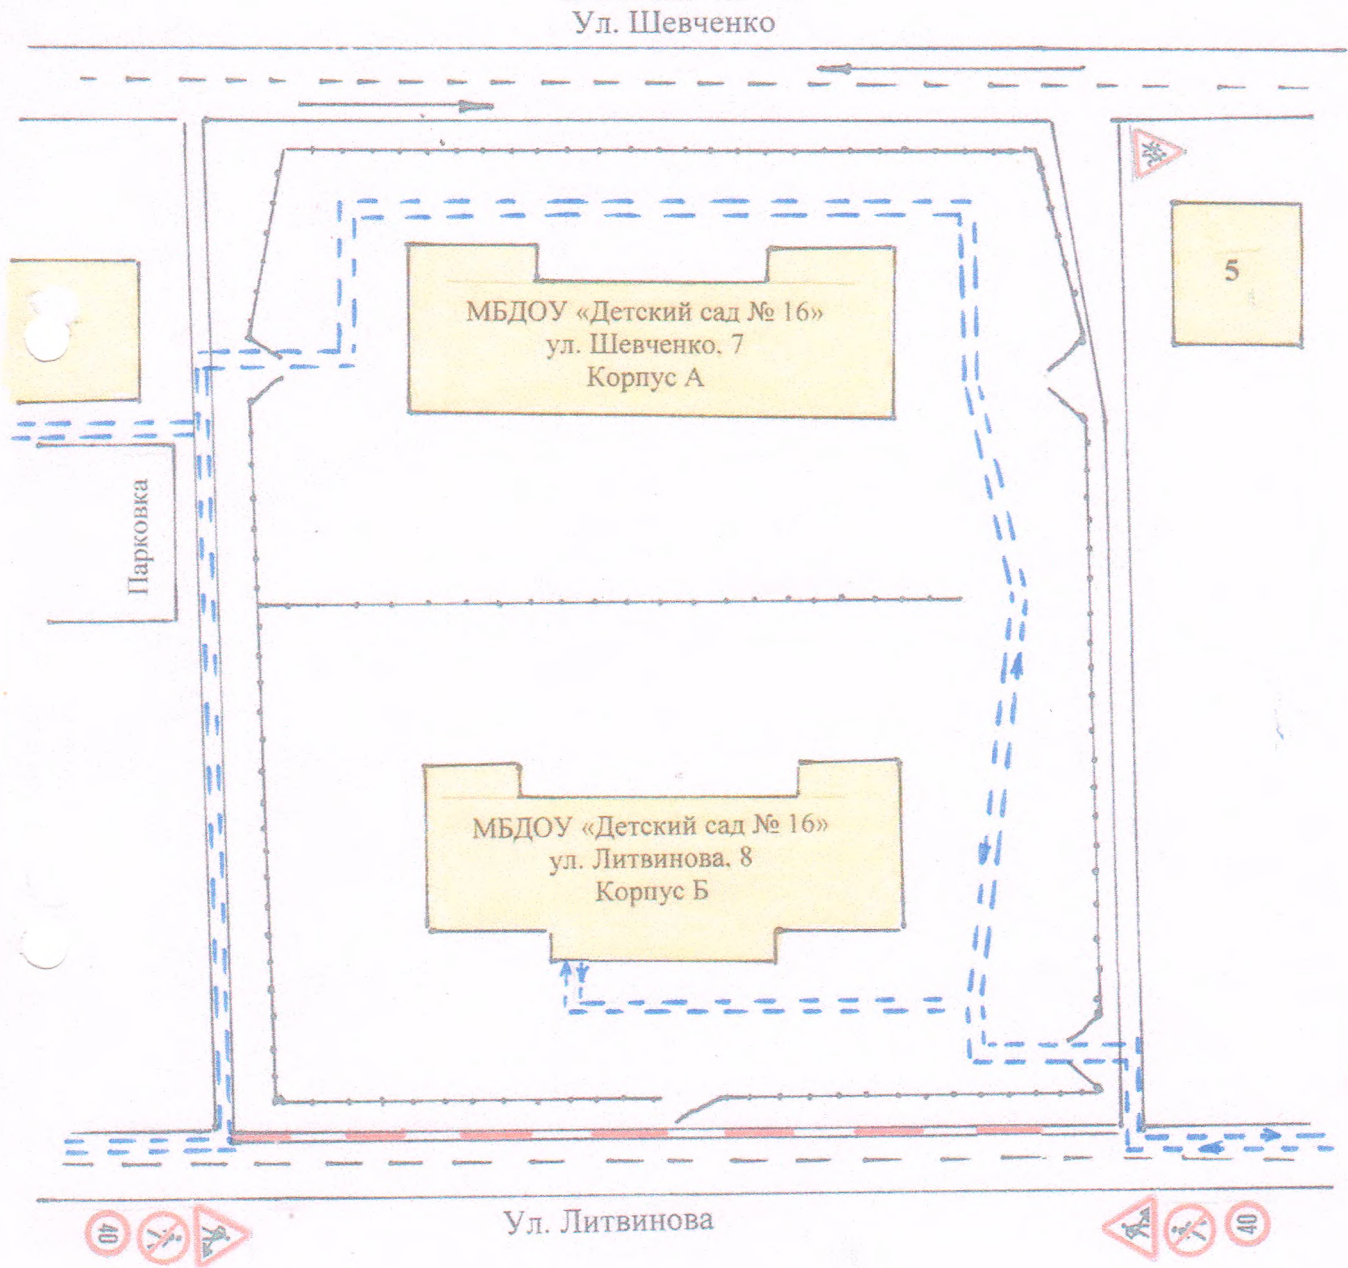 Ул. Шевченко
5
МБДОУ «Детский сад № 16»
ул. Шевченко, 7
Корпус А
Парковка
МБДОУ «Детский сад № 16»
ул. Литвинова, 8
Корпус Б
Ул. Литвинова
40
40